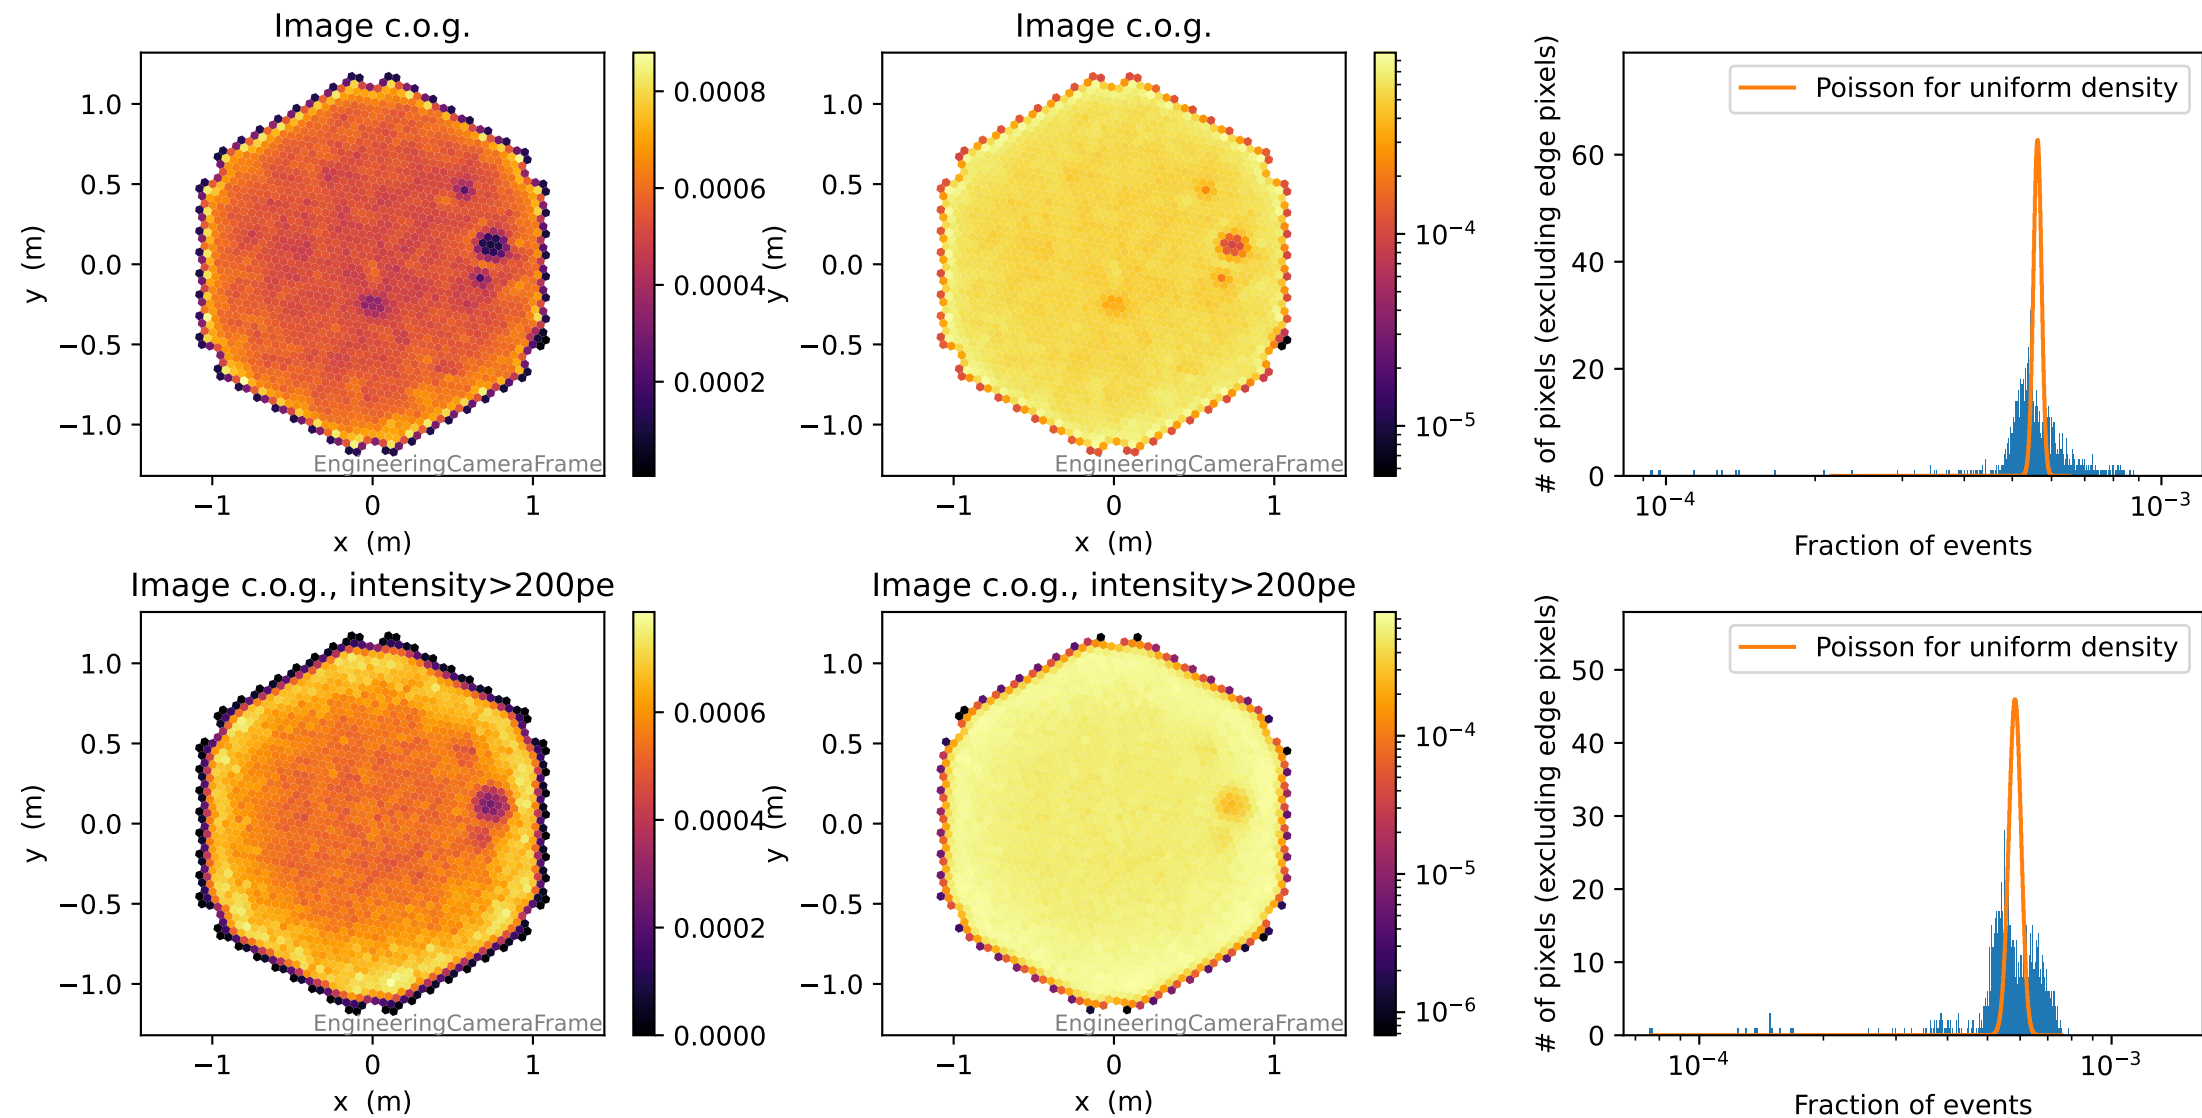 Image c.o.g.
1.0
0.5
0.0
−0.5
−1.0
y (m)
−1
0
1
x (m)
EngineeringCameraFrame
0.0008
0.0006
0.0004
0.0002
Image c.o.g.
1.0
0.5
0.0
−0.5
−1.0
y (m)
−1
0
1
x (m)
EngineeringCameraFrame
10⁻⁴
10⁻⁵
# of pixels (excluding edge pixels)
60
40
20
0
Poisson for uniform density
10⁻⁴
10⁻³
Fraction of events
Image c.o.g., intensity>200pe
1.0
0.5
0.0
−0.5
−1.0
y (m)
−1
0
1
x (m)
EngineeringCameraFrame
0.0006
0.0004
0.0002
0.0000
Image c.o.g., intensity>200pe
1.0
0.5
0.0
−0.5
−1.0
y (m)
−1
0
1
x (m)
EngineeringCameraFrame
10⁻⁴
10⁻⁵
10⁻⁶
# of pixels (excluding edge pixels)
50
40
30
20
10
0
Poisson for uniform density
10⁻⁴
10⁻³
Fraction of events